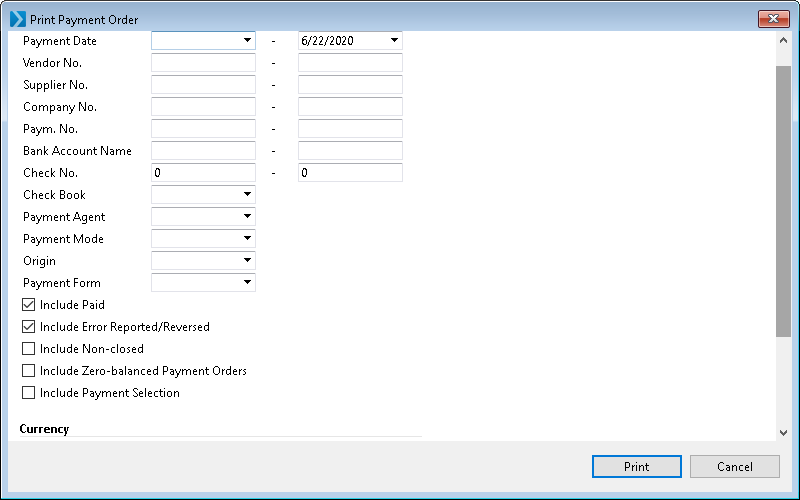 Print Payment Order
Payment Date - 6/22/2020
Vendor No. -
Supplier No. -
Company No. -
Paym. No. -
Bank Account Name -
Check No. 0 - 0
Check Book
Payment Agent
Payment Mode
Origin
Payment Form
Include Paid
Include Error Reported/Reversed
Include Non-closed
Include Zero-balanced Payment Orders
Include Payment Selection
Currency
Print Cancel